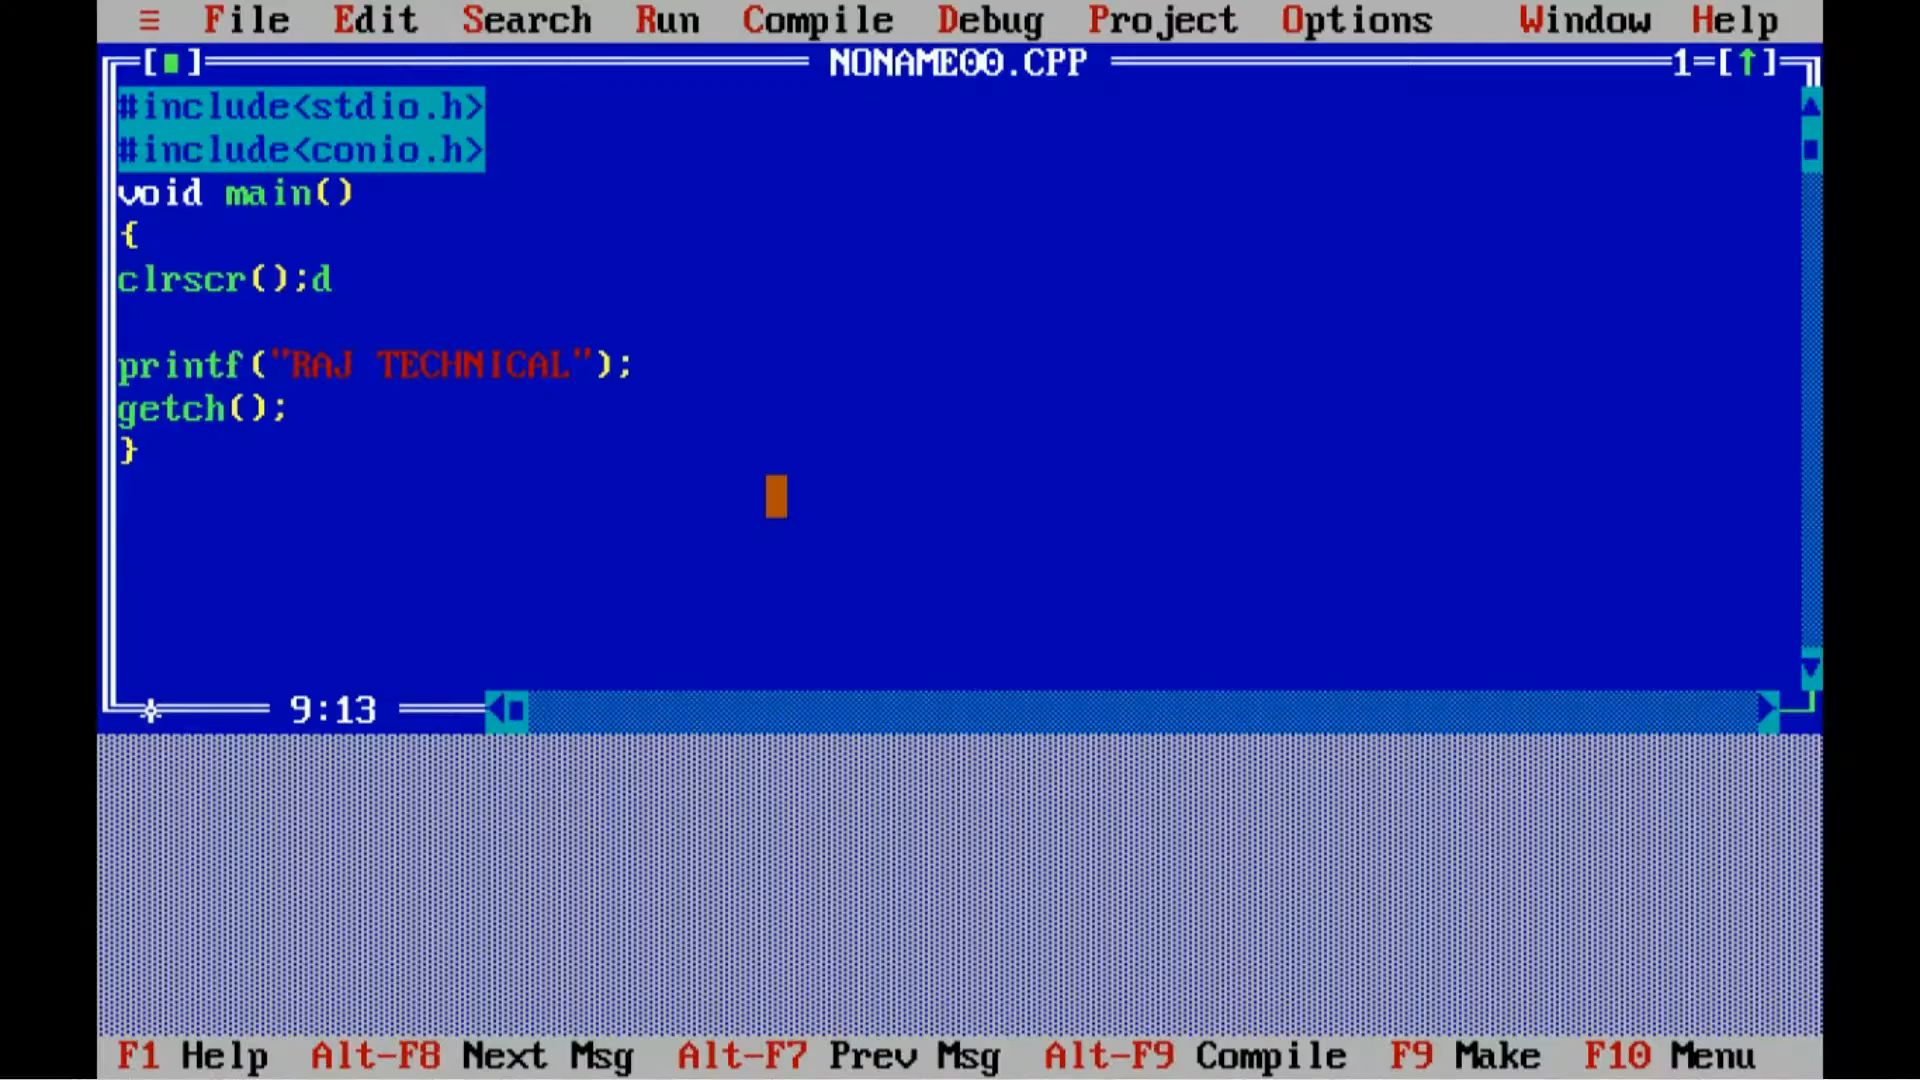 ≡ File Edit Search Run Compile Debug Project Options Window Help
[■] NONAME00.CPP 1=[↑]
#include<stdio.h>
#include<conio.h>
void main()
{
clrscr();d
printf("RAJ TECHNICAL");
getch();
}
9:13
F1 Help Alt-F8 Next Msg Alt-F7 Prev Msg Alt-F9 Compile F9 Make F10 Menu